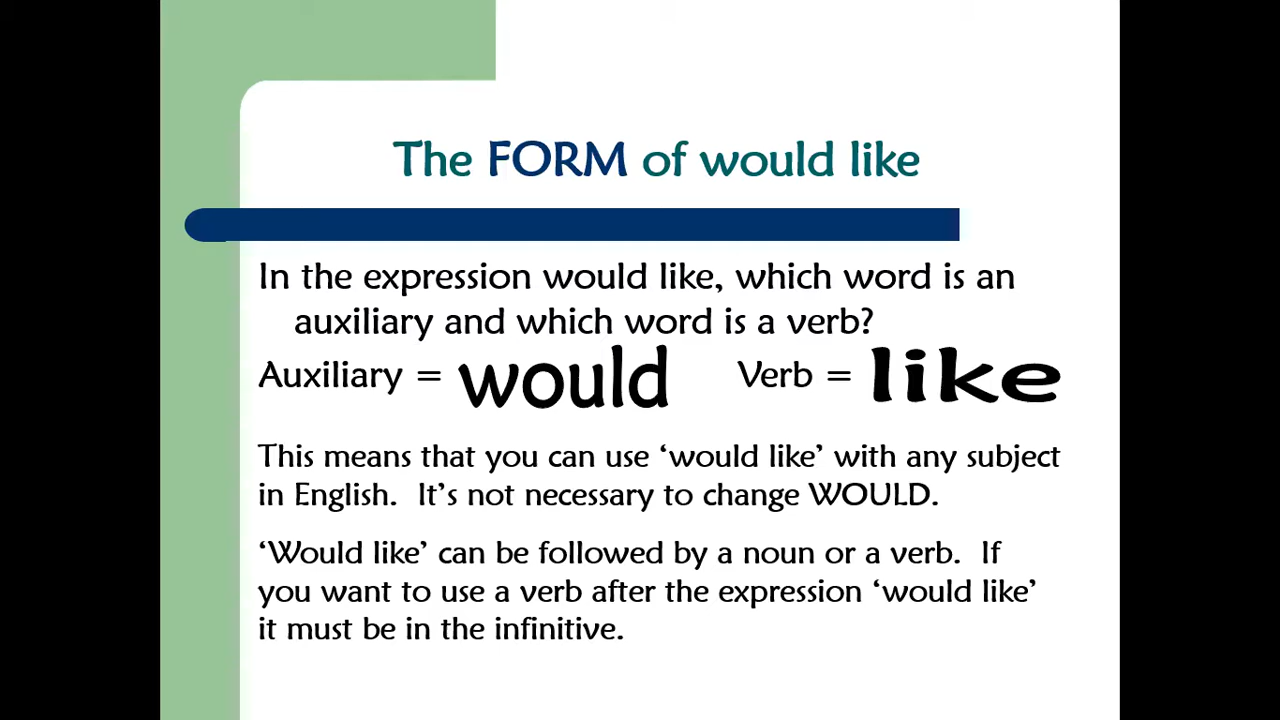 The FORM of would like
In the expression would like, which word is an
auxiliary and which word is a verb?
Auxiliary = would Verb = like
This means that you can use ‘would like’ with any subject
in English. It’s not necessary to change WOULD.
‘Would like’ can be followed by a noun or a verb. If
you want to use a verb after the expression ‘would like’
it must be in the infinitive.